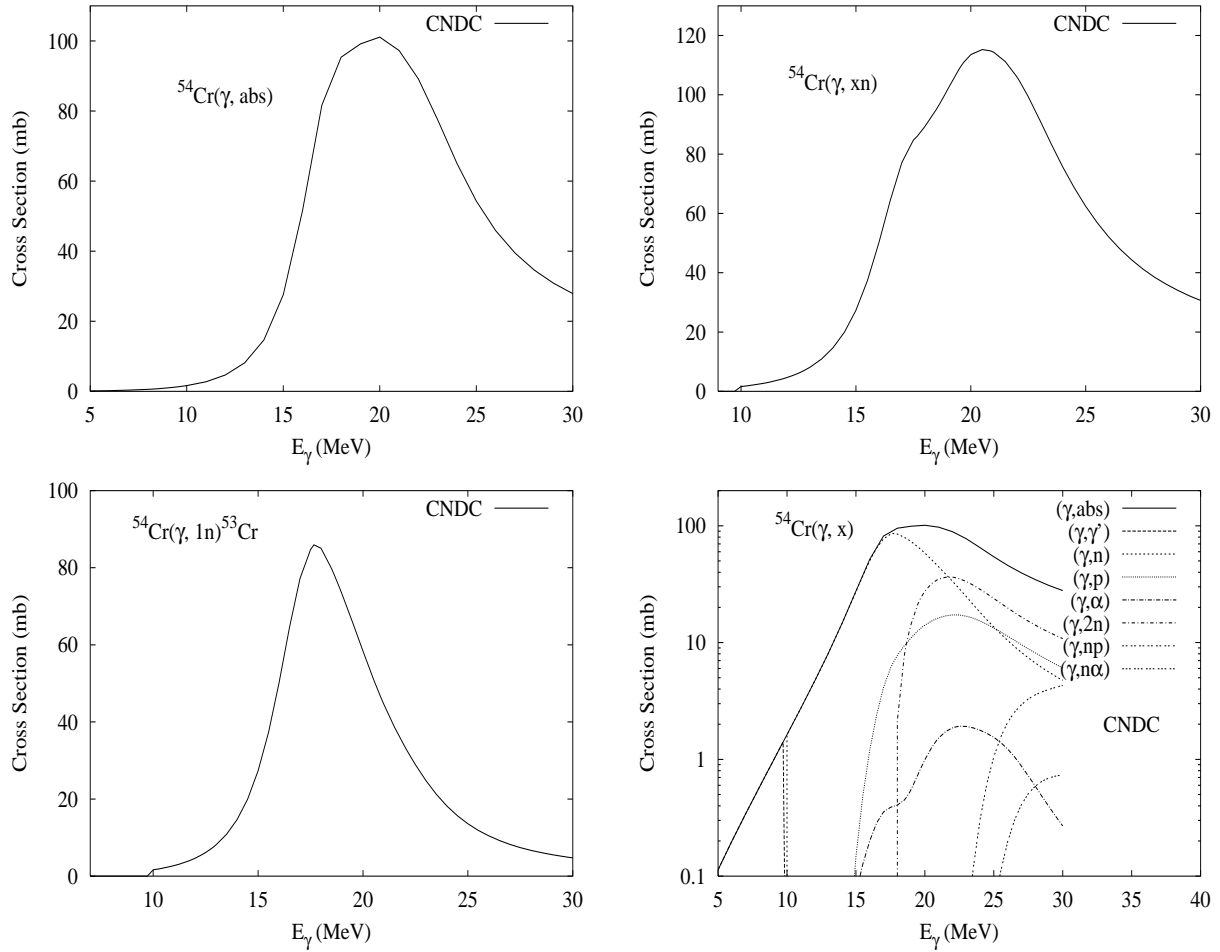 CNDC
⁵⁴Cr(γ, abs)
Cross Section (mb)
0
20
40
60
80
100
5
10
15
20
25
30
E_γ (MeV)
CNDC
⁵⁴Cr(γ, xn)
Cross Section (mb)
0
20
40
60
80
100
120
10
15
20
25
30
E_γ (MeV)
CNDC
⁵⁴Cr(γ, 1n)⁵³Cr
Cross Section (mb)
0
20
40
60
80
100
10
15
20
25
30
E_γ (MeV)
⁵⁴Cr(γ, x)
(γ,abs)
(γ,γ')
(γ,n)
(γ,p)
(γ,α)
(γ,2n)
(γ,np)
(γ,nα)
CNDC
Cross Section (mb)
0.1
1
10
100
5
10
15
20
25
30
35
40
E_γ (MeV)